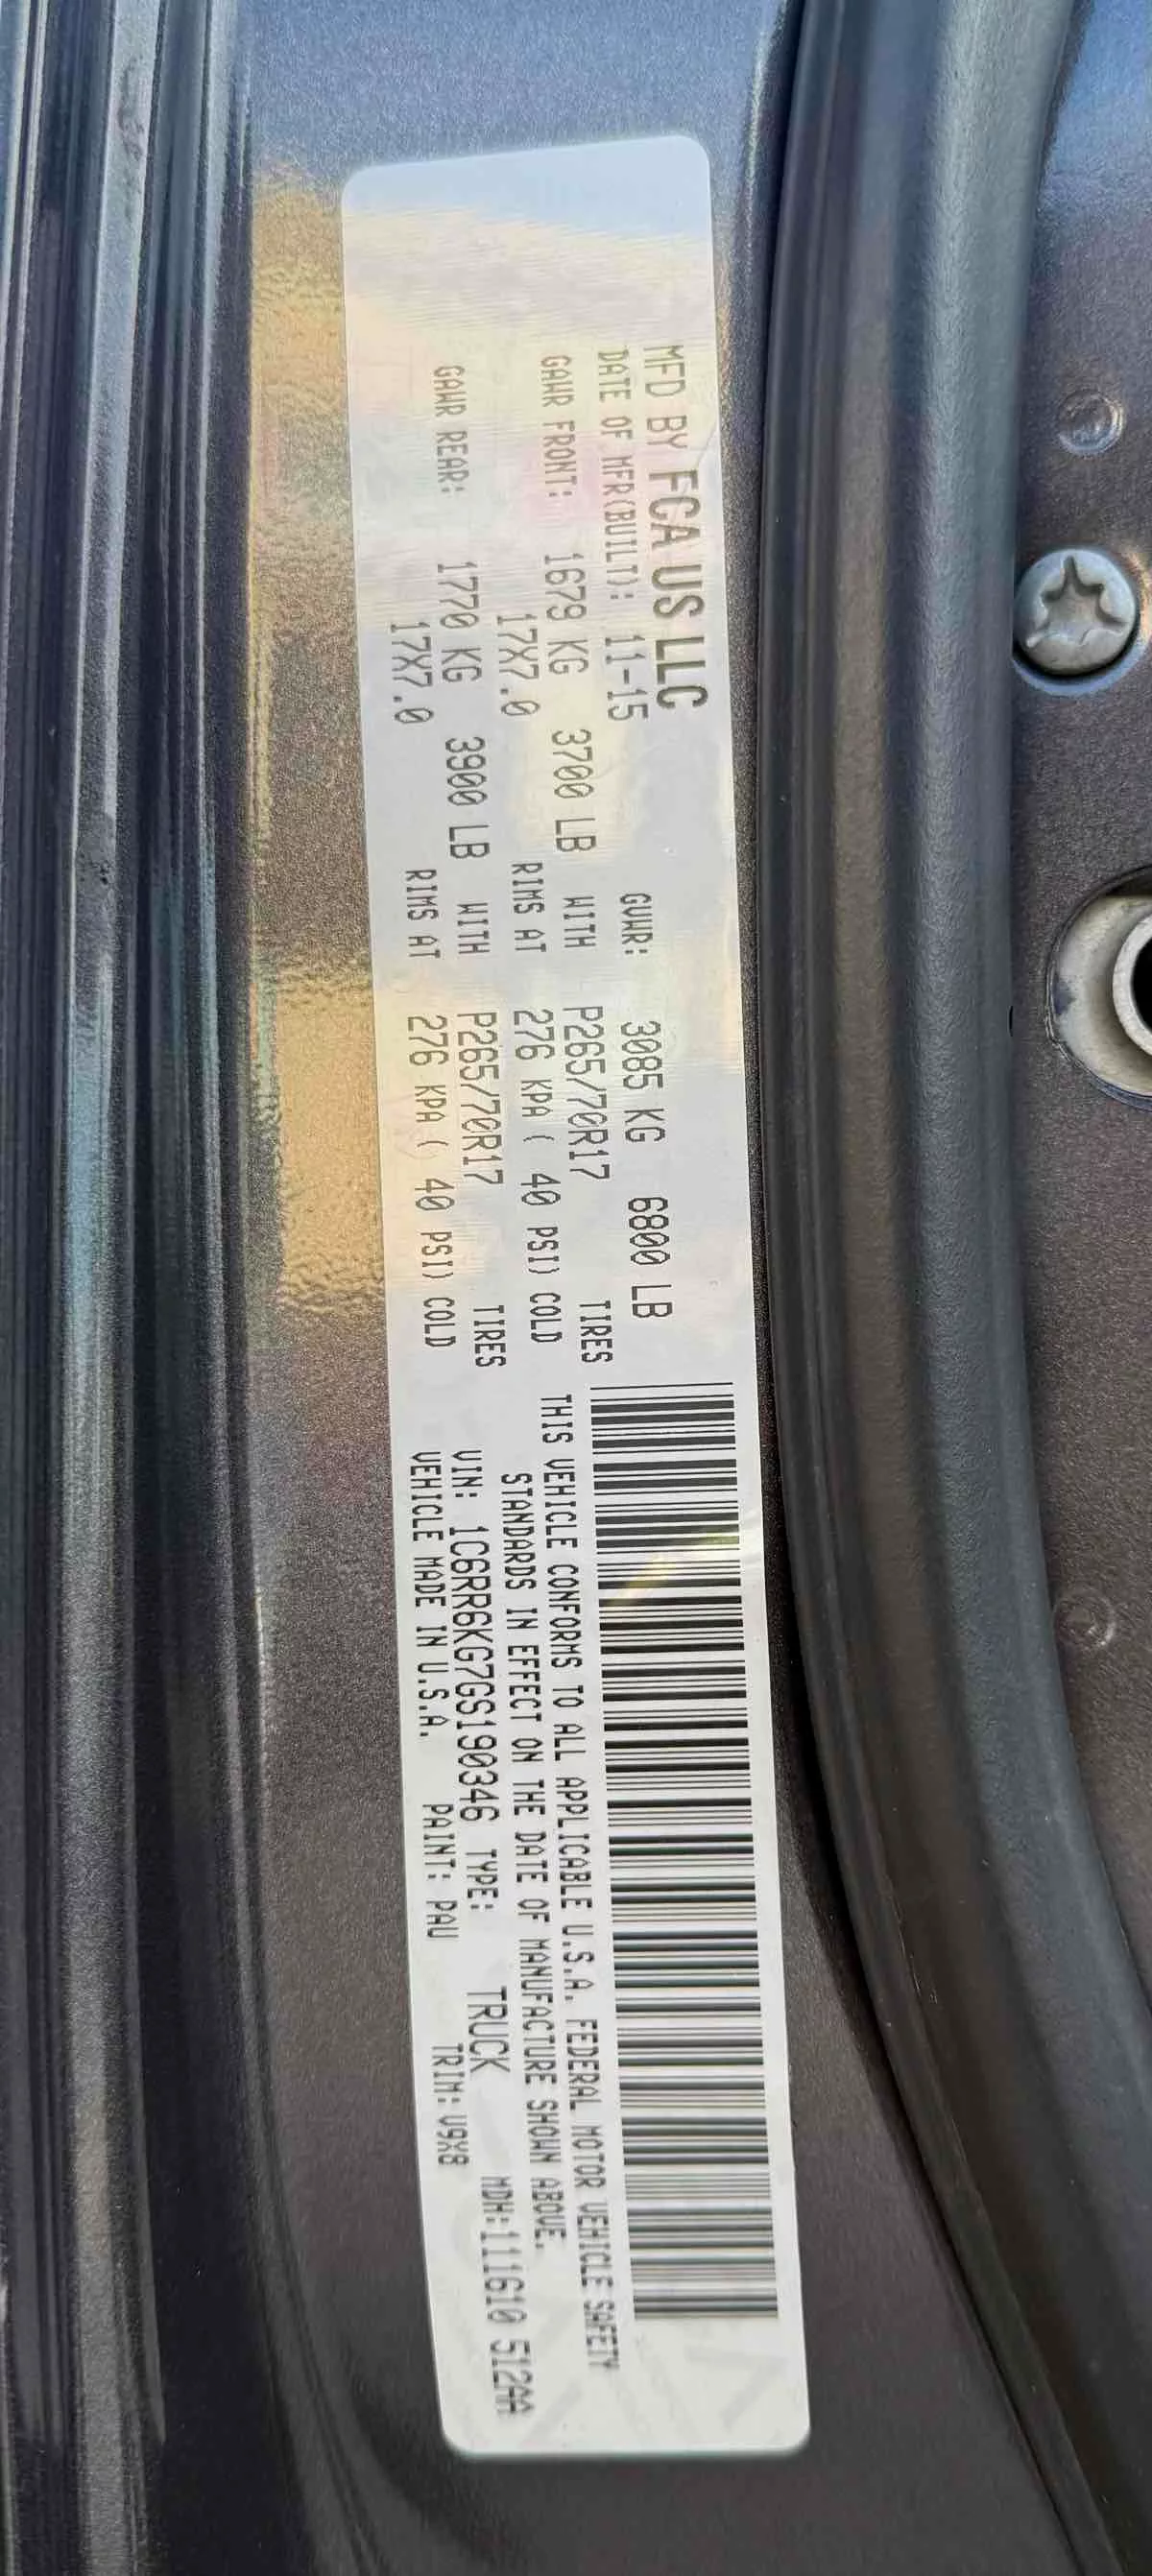 MFD BY FCA US LLC
DATE OF MFR(BUILT): 11-15 GVWR: 3085 KG 6800 LB
GAWR FRONT: 1679 KG 3700 LB WITH P265/70R17 TIRES
17X7.0 RIMS AT 276 KPA ( 40 PSI) COLD
GAWR REAR: 1770 KG 3900 LB WITH P265/70R17 TIRES
17X7.0 RIMS AT 276 KPA ( 40 PSI) COLD
THIS VEHICLE CONFORMS TO ALL APPLICABLE U.S.A. FEDERAL MOTOR VEHICLE SAFETY
STANDARDS IN EFFECT ON THE DATE OF MANUFACTURE SHOWN ABOVE.
VIN: 1C6RR6KG7GS190346 TYPE: TRUCK MDH:111610 512AA
VEHICLE MADE IN U.S.A. PAINT: PAU TRIM: V9X8